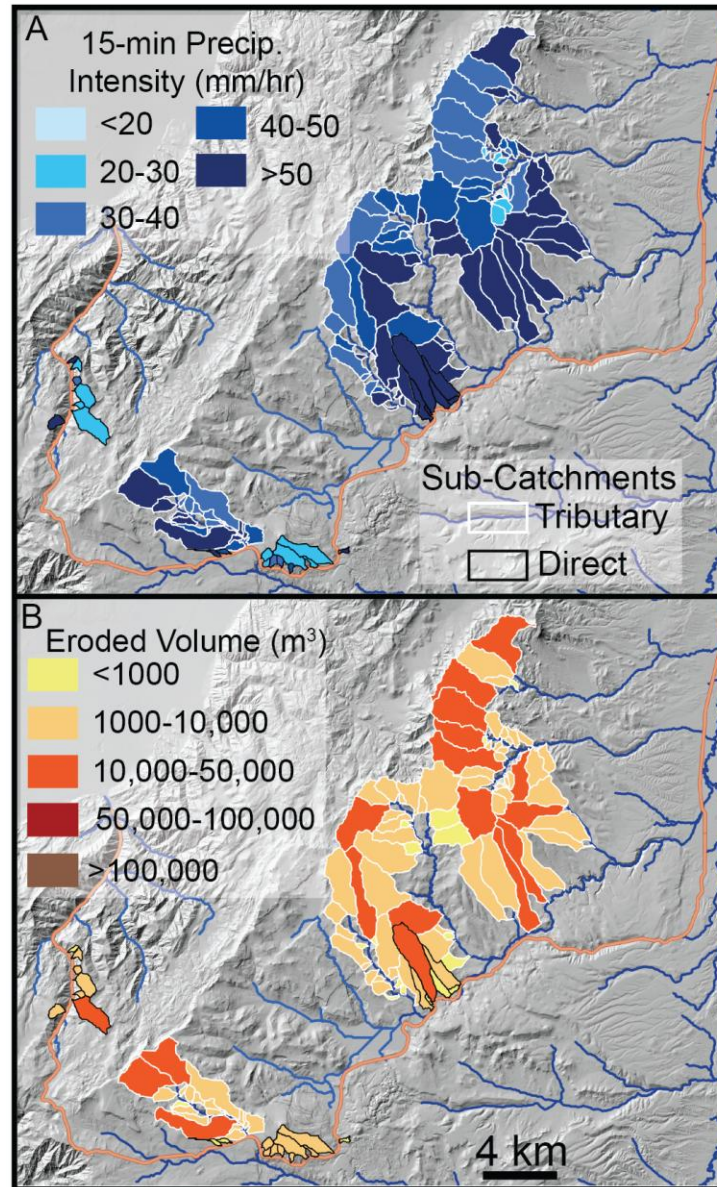 A
15-min Precip.
Intensity (mm/hr)
<20
20-30
30-40
40-50
>50
Sub-Catchments
Tributary
Direct
B
Eroded Volume (m³)
<1000
1000-10,000
10,000-50,000
50,000-100,000
>100,000
4 km